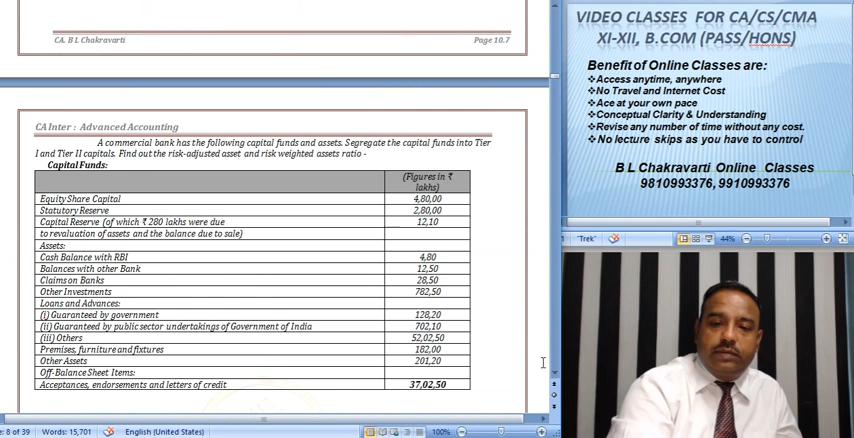 CA. B L Chakravarti
Page 10.7
CA Inter : Advanced Accounting
A commercial bank has the following capital funds and assets. Segregate the capital funds into Tier
I and Tier II capitals. Find out the risk-adjusted asset and risk weighted assets ratio -
Capital Funds:
(Figures in ₹
lakhs)
Equity Share Capital 4,80,00
Statutory Reserve 2,80,00
Capital Reserve (of which ₹ 280 lakhs were due 12,10
to revaluation of assets and the balance due to sale)
Assets:
Cash Balance with RBI 4,80
Balances with other Bank 12,50
Claims on Banks 28,50
Other Investments 782,50
Loans and Advances:
(i) Guaranteed by government 128,20
(ii) Guaranteed by public sector undertakings of Government of India 702,10
(iii) Others 52,02,50
Premises, furniture and fixtures 182,00
Other Assets 201,20
Off-Balance Sheet Items:
Acceptances, endorsements and letters of credit 37,02,50
e: 8 of 39 Words: 15,701 English (United States) 100%
VIDEO CLASSES FOR CA/CS/CMA
XI-XII, B.COM (PASS/HONS)
Benefit of Online Classes are:
❖Access anytime, anywhere
❖No Travel and Internet Cost
❖Ace at your own pace
❖Conceptual Clarity & Understanding
❖Revise any number of time without any cost.
❖No lecture skips as you have to control
B L Chakravarti Online Classes
9810993376, 9910993376
1 "Trek" 44%